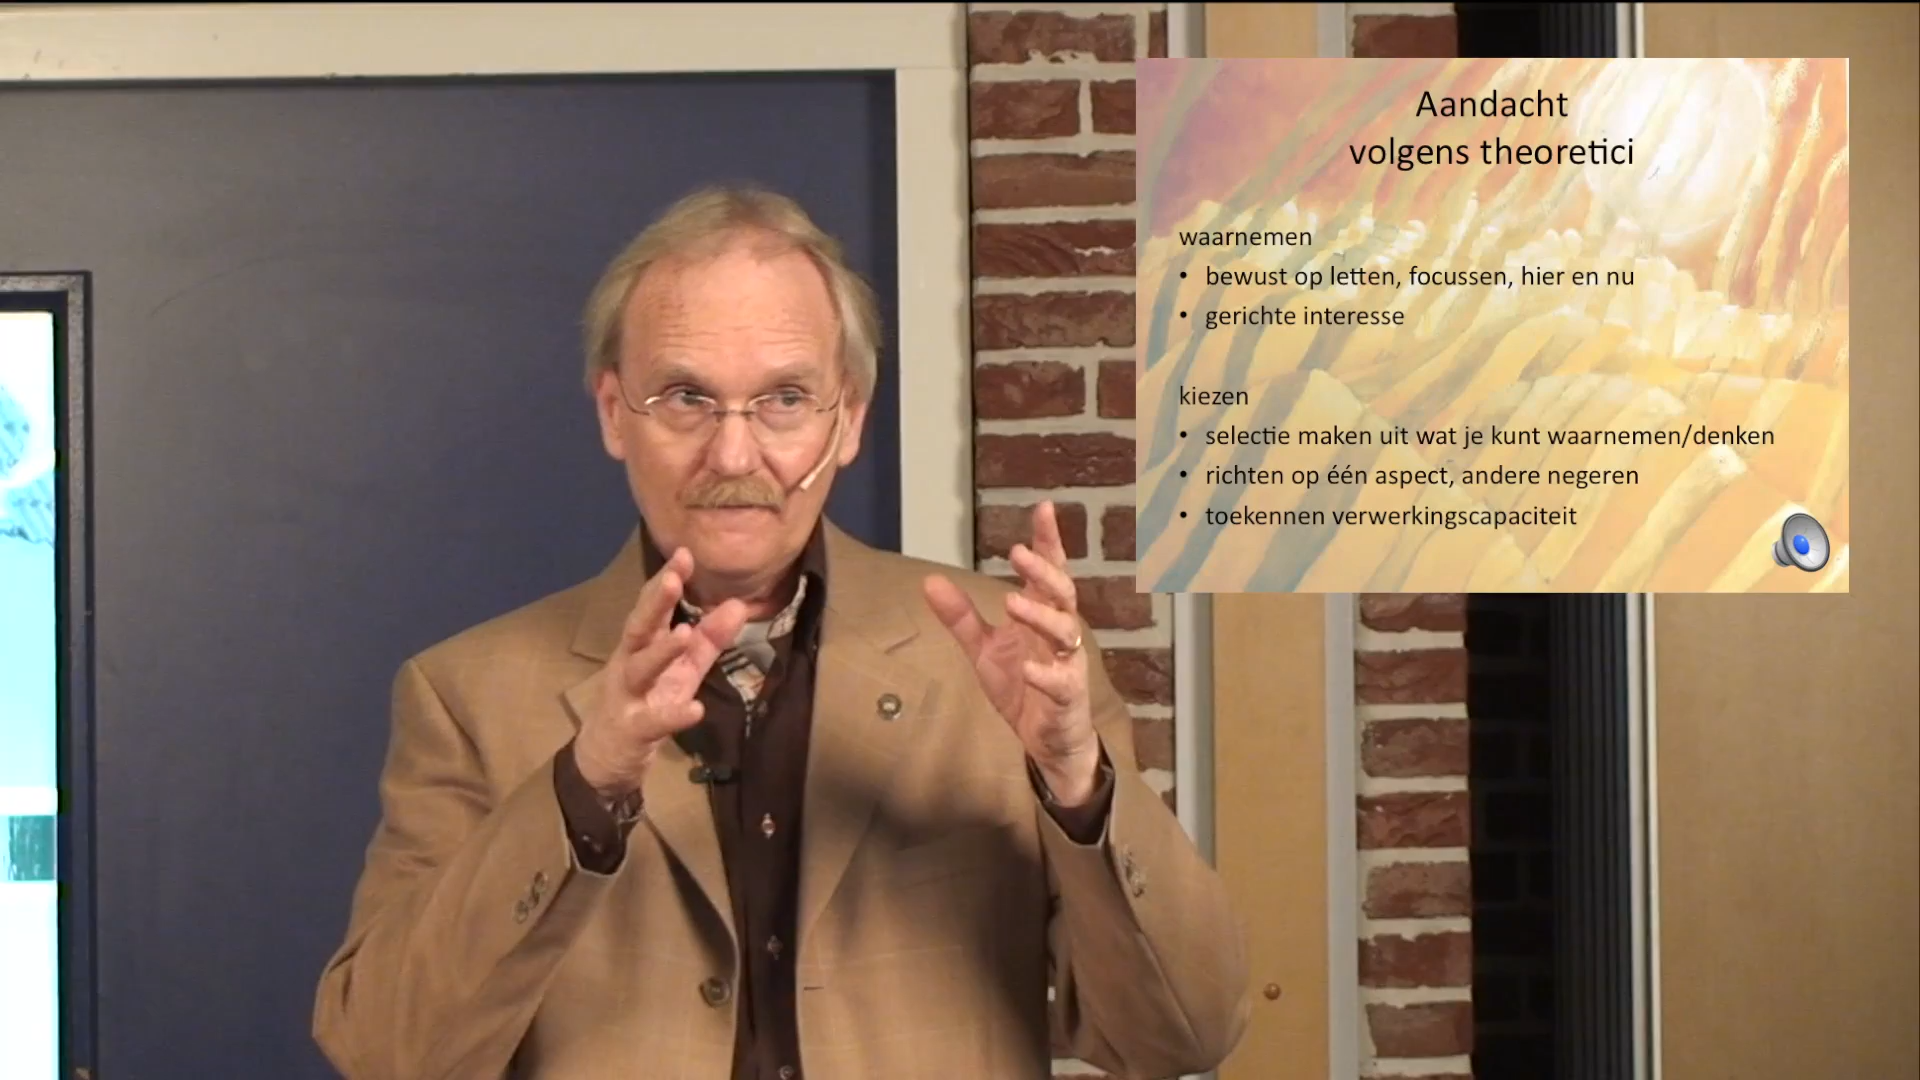 Aandacht
volgens theoretici
waarnemen
• bewust op letten, focussen, hier en nu
• gerichte interesse
kiezen
• selectie maken uit wat je kunt waarnemen/denken
• richten op één aspect, andere negeren
• toekennen verwerkingscapaciteit